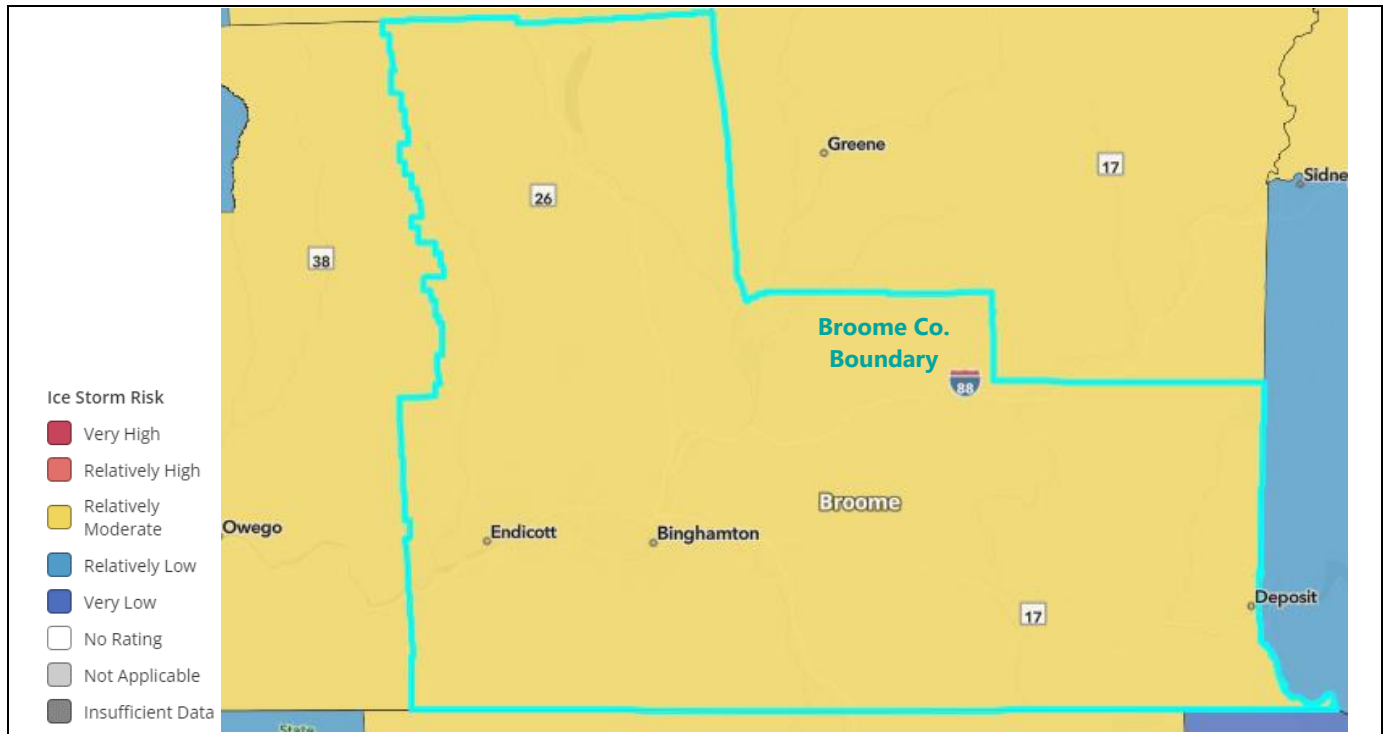 Greene
17
Sidne
26
38
Broome Co.
Boundary
88
Ice Storm Risk
Very High
Relatively High
Relatively
Moderate
Relatively Low
Very Low
No Rating
Not Applicable
Insufficient Data
Broome
Owego
Endicott
Binghamton
Deposit
17
State